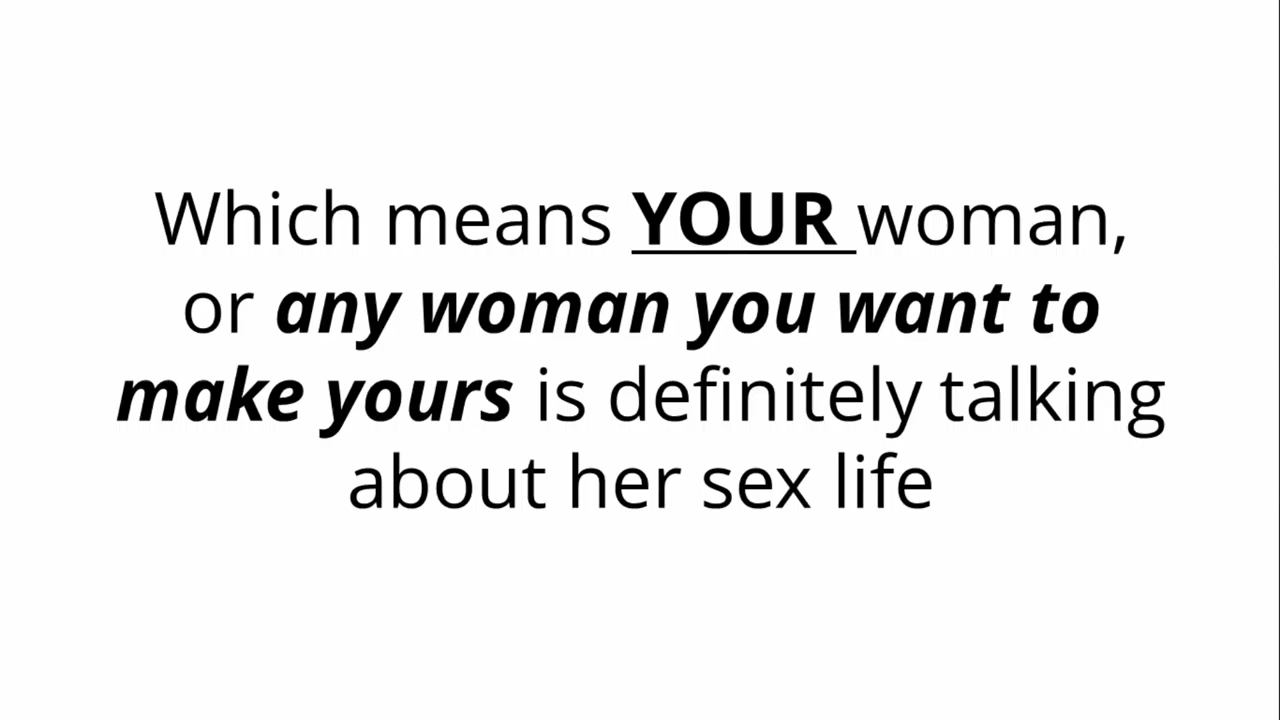 Which means YOUR woman,
or any woman you want to
make yours is definitely talking
about her sex life